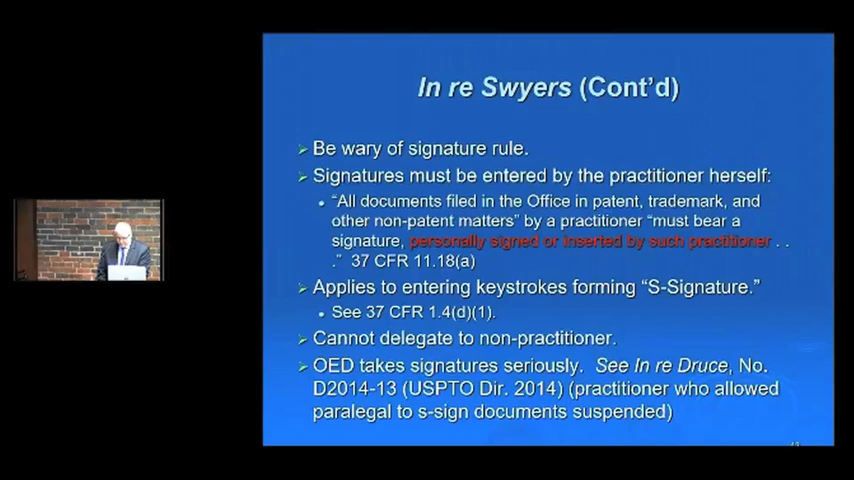 In re Swyers (Cont'd)
Be wary of signature rule.
Signatures must be entered by the practitioner herself:
"All documents filed in the Office in patent, trademark, and
other non-patent matters" by a practitioner "must bear a
signature, personally signed or inserted by such practitioner . .
." 37 CFR 11.18(a)
Applies to entering keystrokes forming "S-Signature."
See 37 CFR 1.4(d)(1).
Cannot delegate to non-practitioner.
OED takes signatures seriously. See In re Druce, No.
D2014-13 (USPTO Dir. 2014) (practitioner who allowed
paralegal to s-sign documents suspended)